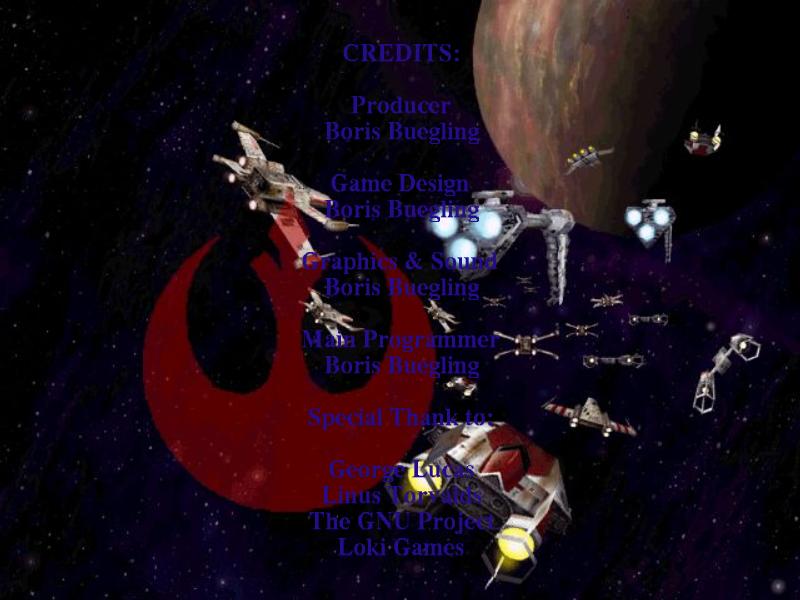 CREDITS:
Producer
Boris Buegling
Game Design
Boris Buegling
Graphics & Sound
Boris Buegling
Main Programmer
Boris Buegling
Special Thank to:
George Lucas
Linus Torvalds
The GNU Project
Loki Games